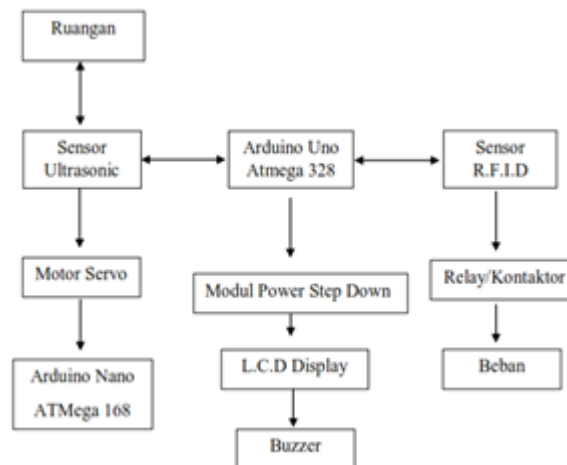 Ruangan
Sensor
Ultrasonic
Arduino Uno
Atmega 328
Sensor
R.F.I.D
Motor Servo
Modul Power Step Down
Relay/Kontaktor
Arduino Nano
ATMega 168
L.C.D Display
Beban
Buzzer